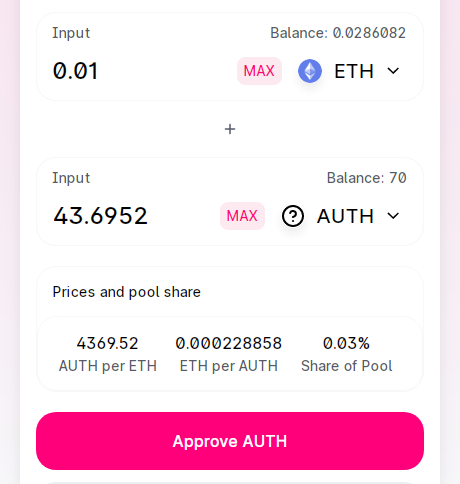 Input Balance: 0.0286082
0.01 MAX ETH
+
Input Balance: 70
43.6952 MAX ? AUTH
Prices and pool share
4369.52 0.000228858 0.03%
AUTH per ETH ETH per AUTH Share of Pool
Approve AUTH